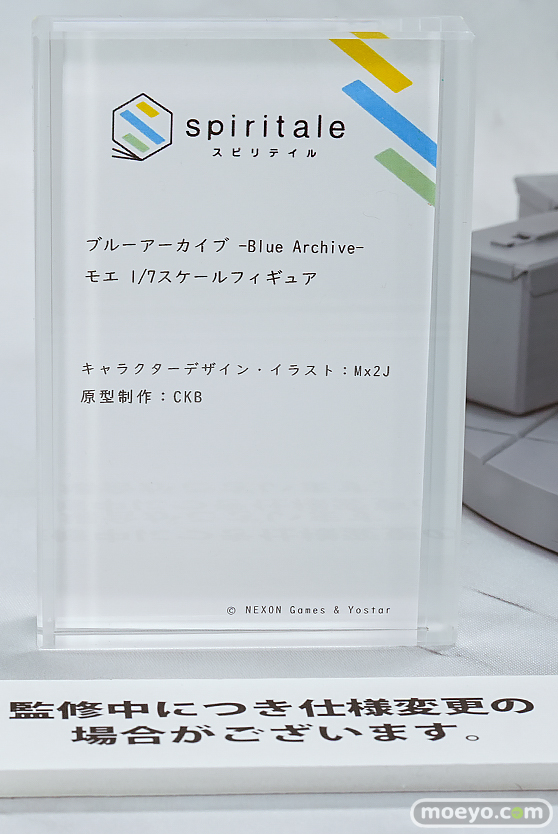 spiritale
スピリテイル
ブルーアーカイブ -Blue Archive-
モエ 1/7スケールフィギュア
キャラクターデザイン・イラスト：Mx2J
原型制作：CKB
© NEXON Games & Yostar
監修中につき仕様変更の
場合がございます。
moeyo.com